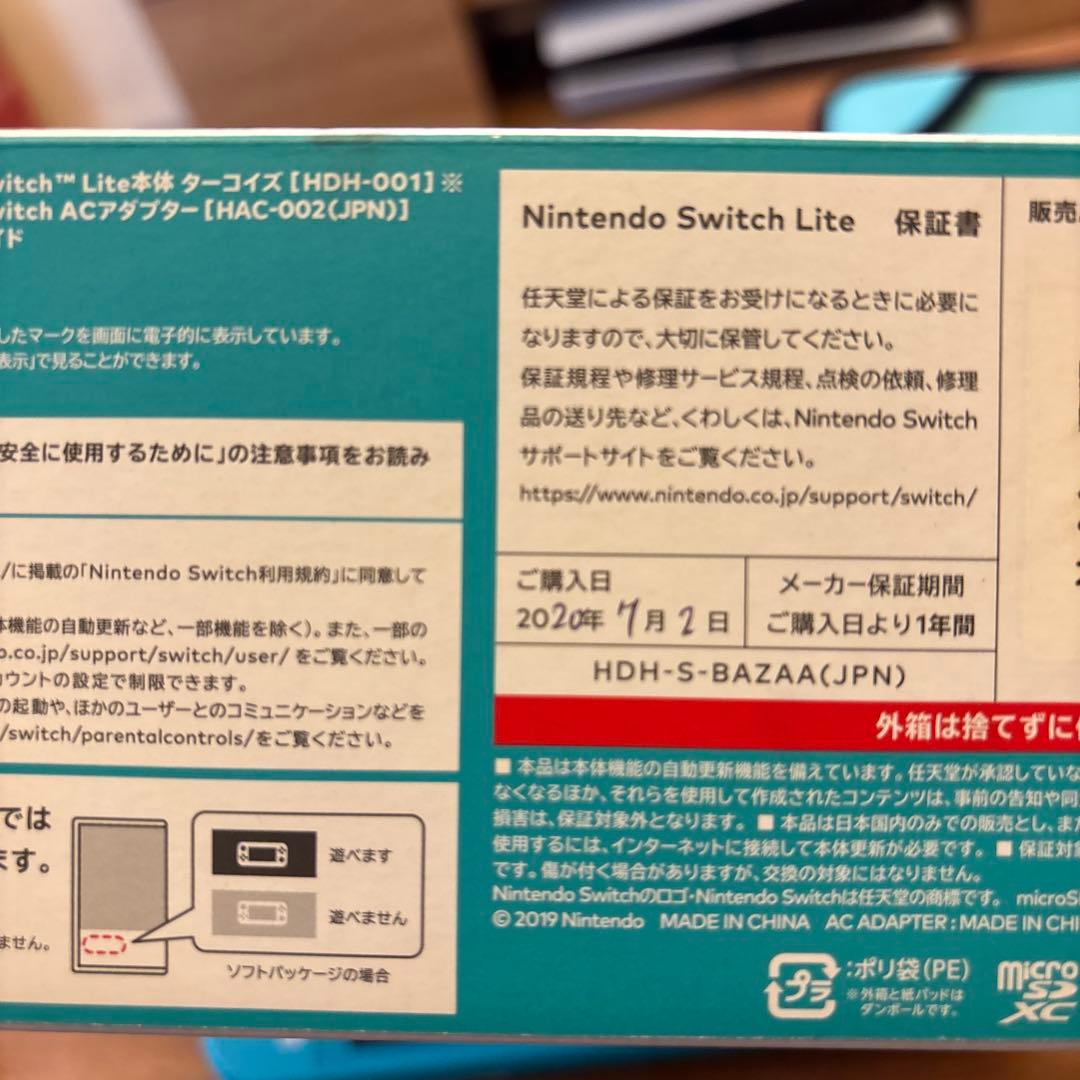 witch™ Lite本体 ターコイズ [HDH-001]※
witch ACアダプター[HAC-002(JPN)]
イド
したマークを画面に電子的に表示しています。
表示」で見ることができます。
安全に使用するために」の注意事項をお読み
/に掲載の「Nintendo Switch利用規約」に同意して
体機能の自動更新など、一部機能を除く）。また、一部の
o.co.jp/support/switch/user/ をご覧ください。
カウントの設定で制限できます。
の起動や、ほかのユーザーとのコミュニケーションなどを
/switch/parentalcontrols/をご覧ください。
では
ます。
ません。
遊べます
遊べません
ソフトパッケージの場合
Nintendo Switch Lite 保証書
任天堂による保証をお受けになるときに必要に
なりますので、大切に保管してください。
保証規程や修理サービス規程、点検の依頼、修理
品の送り先など、くわしくは、Nintendo Switch
サポートサイトをご覧ください。
https://www.nintendo.co.jp/support/switch/
ご購入日
2020年 7月 2日
メーカー保証期間
ご購入日より1年間
HDH-S-BAZAA(JPN)
販売
外箱は捨てずに
■ 本品は本体機能の自動更新機能を備えています。任天堂が承認していな
なくなるほか、それらを使用して作成されたコンテンツは、事前の告知や同
損害は、保証対象外となります。 ■ 本品は日本国内のみでの販売とし、また
使用するには、インターネットに接続して本体更新が必要です。 ■ 保証対象
です。傷が付く場合がありますが、交換の対象にはなりません。
Nintendo Switchのロゴ・Nintendo Switchは任天堂の商標です。 microS
© 2019 Nintendo MADE IN CHINA AC ADAPTER : MADE IN CHI
プラ
:ポリ袋(PE)
※外箱と紙パッドは
ダンボールです。
micro
SD
XC